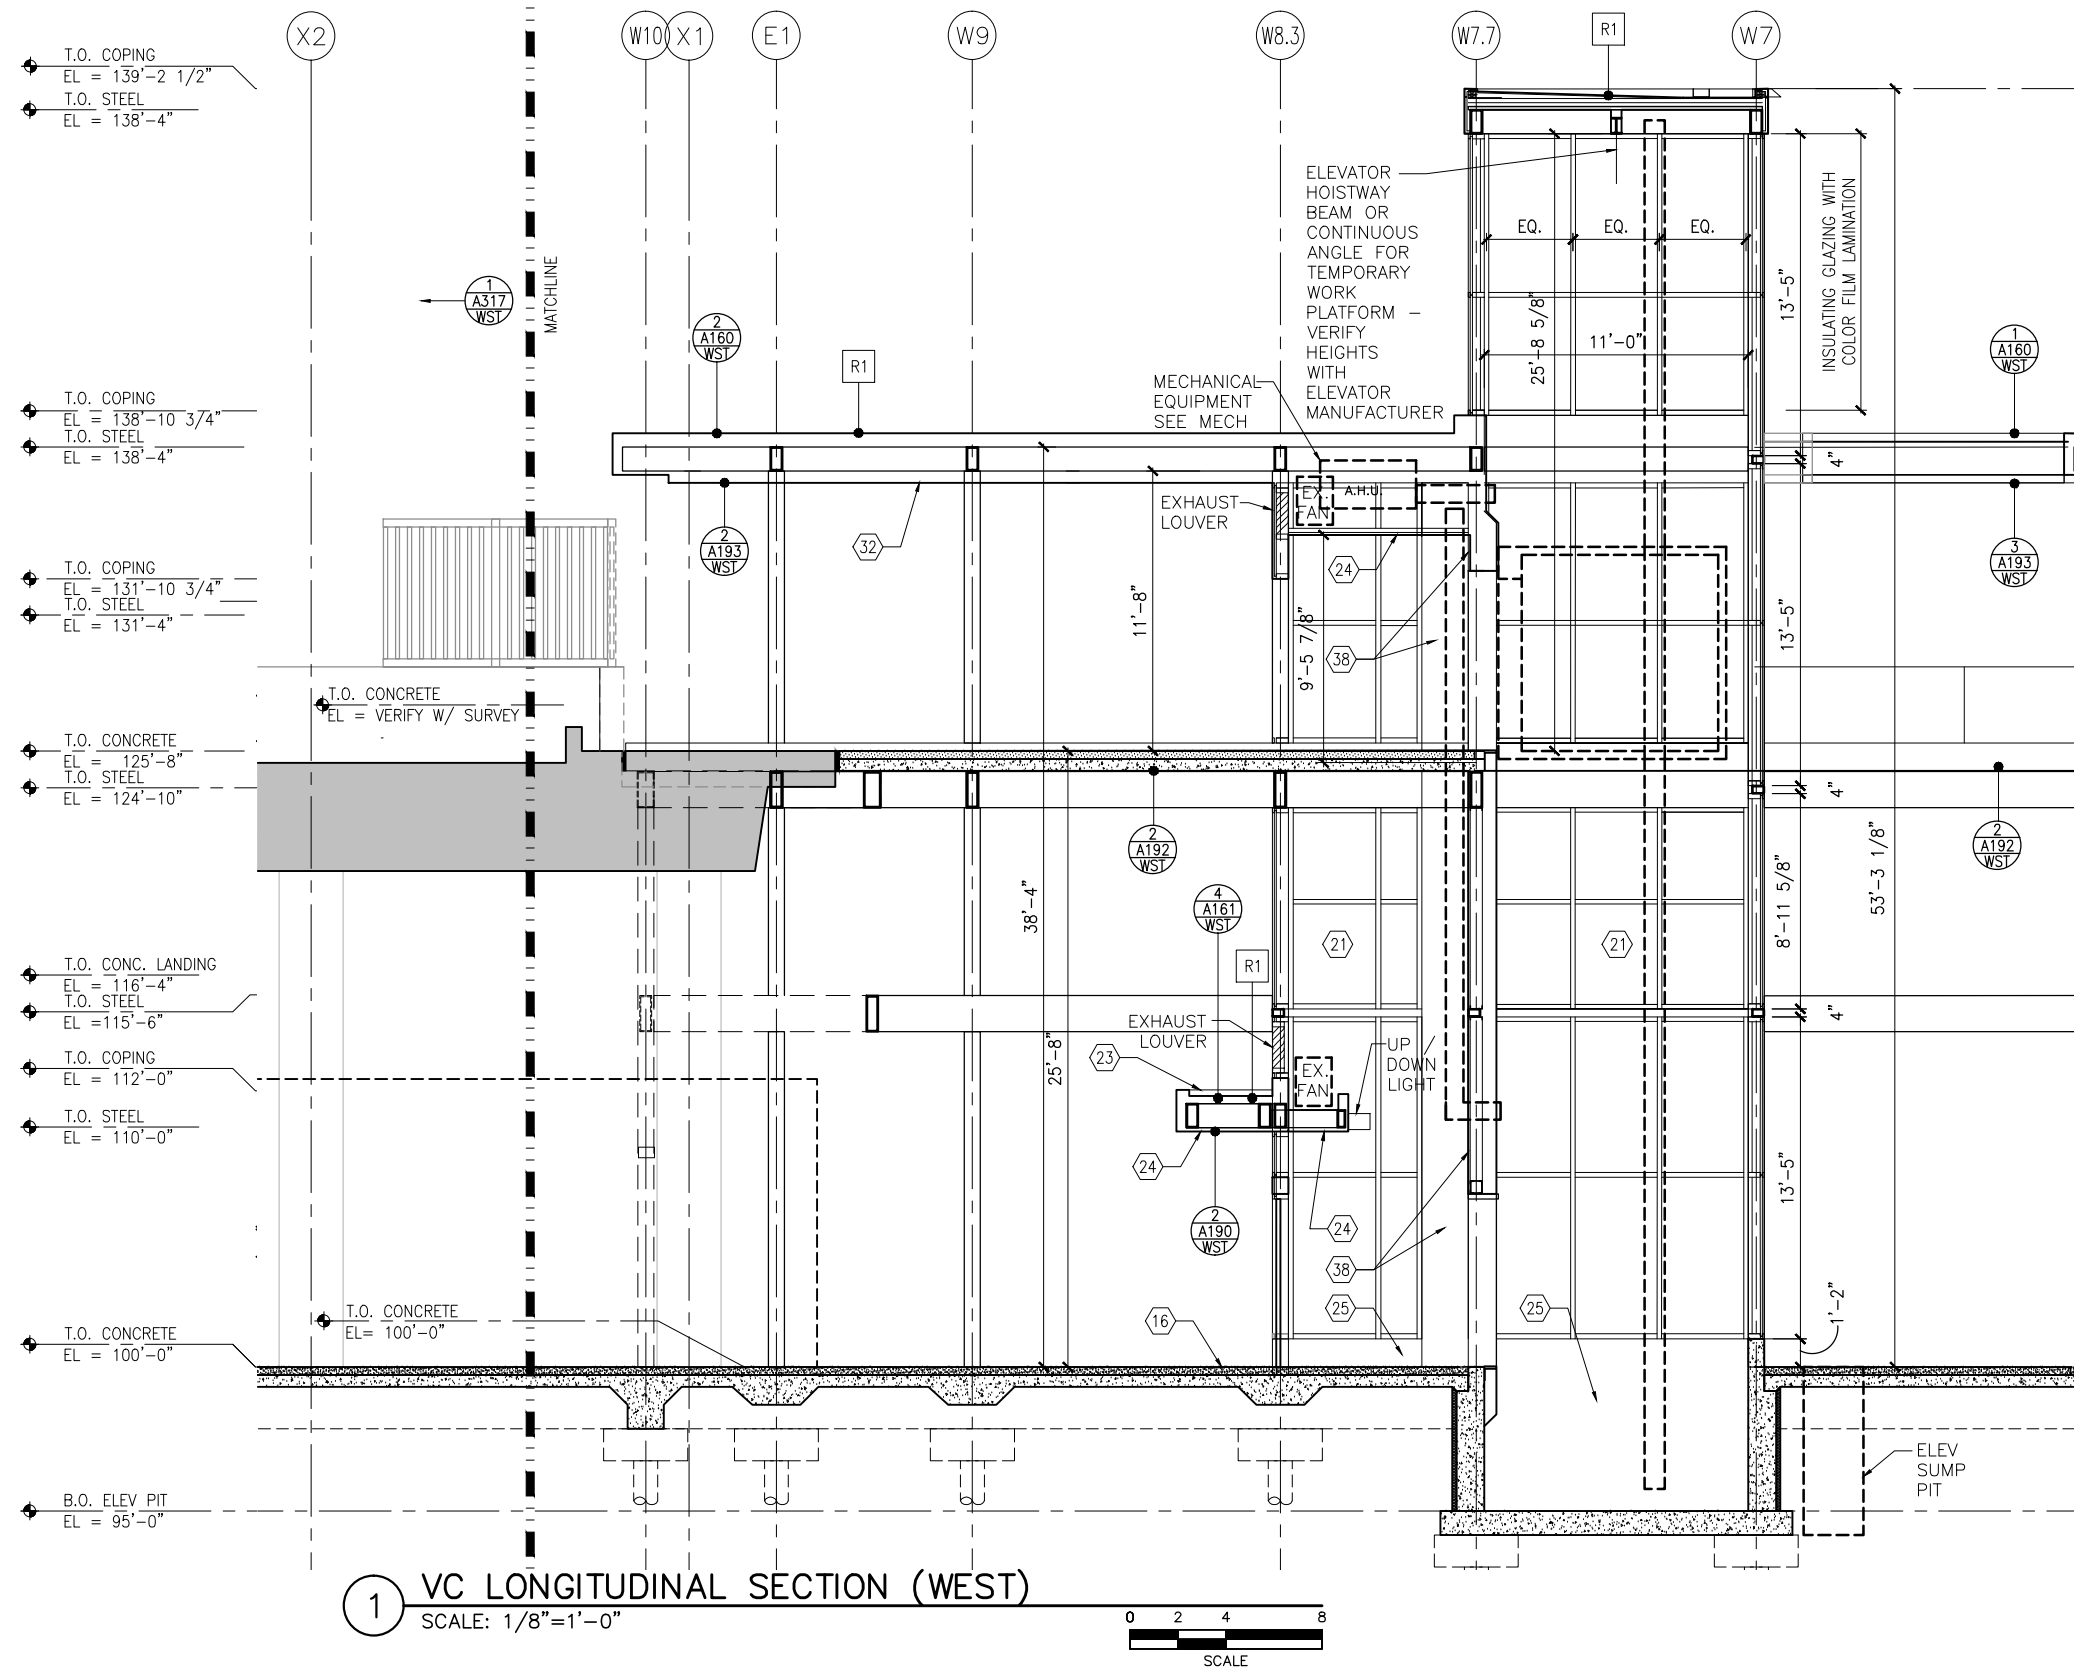 X2
W10
X1
E1
W9
W8.3
W7.7
R1
W7
T.O. COPING
EL = 139'-2 1/2"
T.O. STEEL
EL = 138'-4"
T.O. COPING
EL = 138'-10 3/4"
T.O. STEEL
EL = 138'-4"
T.O. COPING
EL = 131'-10 3/4"
T.O. STEEL
EL = 131'-4"
T.O. CONCRETE
EL = VERIFY W/ SURVEY
T.O. CONCRETE
EL = 125'-8"
T.O. STEEL
EL = 124'-10"
T.O. CONC. LANDING
EL = 116'-4"
T.O. STEEL
EL =115'-6"
T.O. COPING
EL = 112'-0"
T.O. STEEL
EL = 110'-0"
T.O. CONCRETE
EL= 100'-0"
T.O. CONCRETE
EL = 100'-0"
B.O. ELEV PIT
EL = 95'-0"
1
A317
WST
MATCHLINE
2
A160
WST
R1
2
A193
WST
32
MECHANICAL
EQUIPMENT
SEE MECH
EXHAUST
LOUVER
EX.
FAN
A.H.U.
ELEVATOR
HOISTWAY
BEAM OR
CONTINUOUS
ANGLE FOR
TEMPORARY
WORK
PLATFORM -
VERIFY
HEIGHTS
WITH
ELEVATOR
MANUFACTURER
EQ.
EQ.
EQ.
25'-8 5/8"
11'-0"
13'-5"
INSULATING GLAZING WITH
COLOR FILM LAMINATION
1
A160
WST
4"
3
A193
WST
24
38
11'-8"
9'-5 7/8"
13'-5"
4"
2
A192
WST
2
A192
WST
38'-4"
4
A161
WST
R1
21
21
8'-11 5/8"
53'-3 1/8"
4"
25'-8"
EXHAUST
LOUVER
23
EX.
FAN
UP /
DOWN
LIGHT
24
2
A190
WST
24
38
13'-5"
16
25
25
1'-2"
ELEV
SUMP
PIT
1
VC LONGITUDINAL SECTION (WEST)
SCALE: 1/8"=1'-0"
0 2 4 8
SCALE